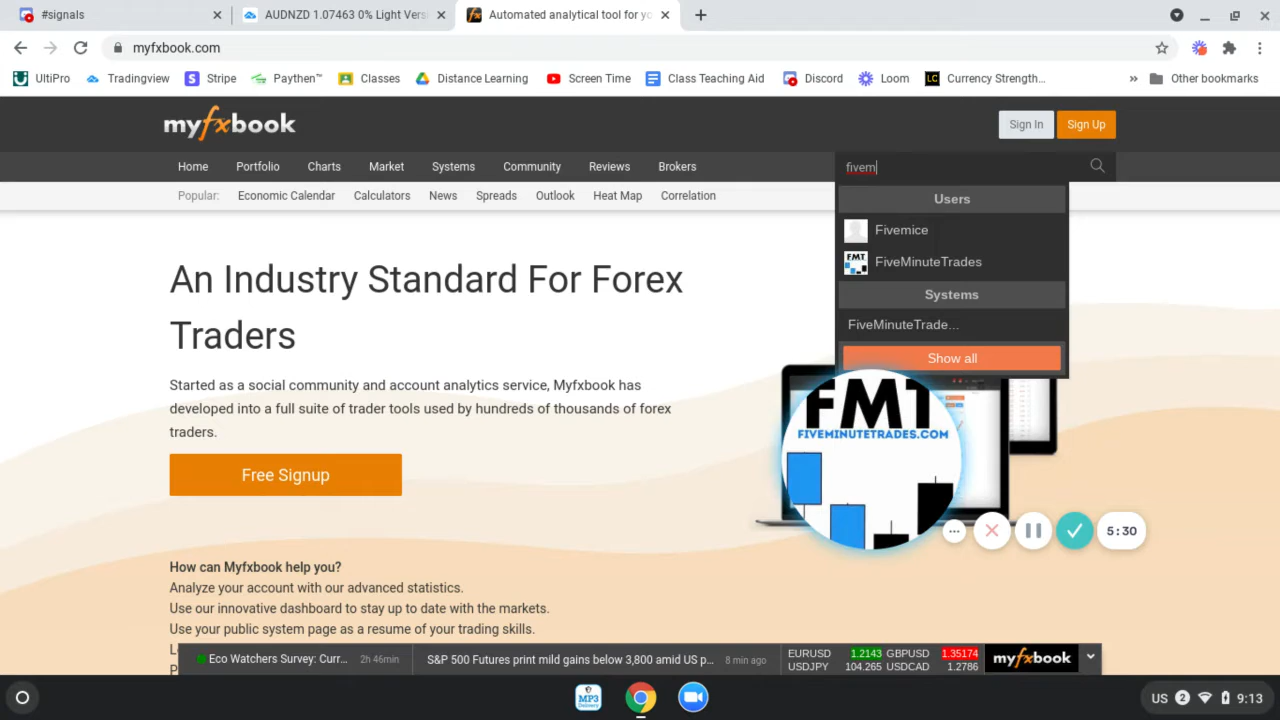 #signals
AUDNZD 1.07463 0% Light Vers
Automated analytical tool for yo
myfxbook.com
UltiPro
Tradingview
Stripe
Paythen™
Classes
Distance Learning
Screen Time
Class Teaching Aid
Discord
Loom
LC
Currency Strength...
»
Other bookmarks
myfxbook
Sign In
Sign Up
Home
Portfolio
Charts
Market
Systems
Community
Reviews
Brokers
fivem
Popular:
Economic Calendar
Calculators
News
Spreads
Outlook
Heat Map
Correlation
Users
Fivemice
FMT
FiveMinuteTrades
Systems
FiveMinuteTrade...
Show all
An Industry Standard For Forex
Traders
Started as a social community and account analytics service, Myfxbook has
developed into a full suite of trader tools used by hundreds of thousands of forex
traders.
Free Signup
FMT
FIVEMINUTETRADES.COM
5:30
How can Myfxbook help you?
Analyze your account with our advanced statistics.
Use our innovative dashboard to stay up to date with the markets.
Use your public system page as a resume of your trading skills.
Eco Watchers Survey: Curr...
2h 46min
S&P 500 Futures print mild gains below 3,800 amid US p...
8 min ago
EURUSD 1.2143 GBPUSD 1.35174
USDJPY 104.265 USDCAD 1.2786
myfxbook
MP3
Delivery
US
2
9:13